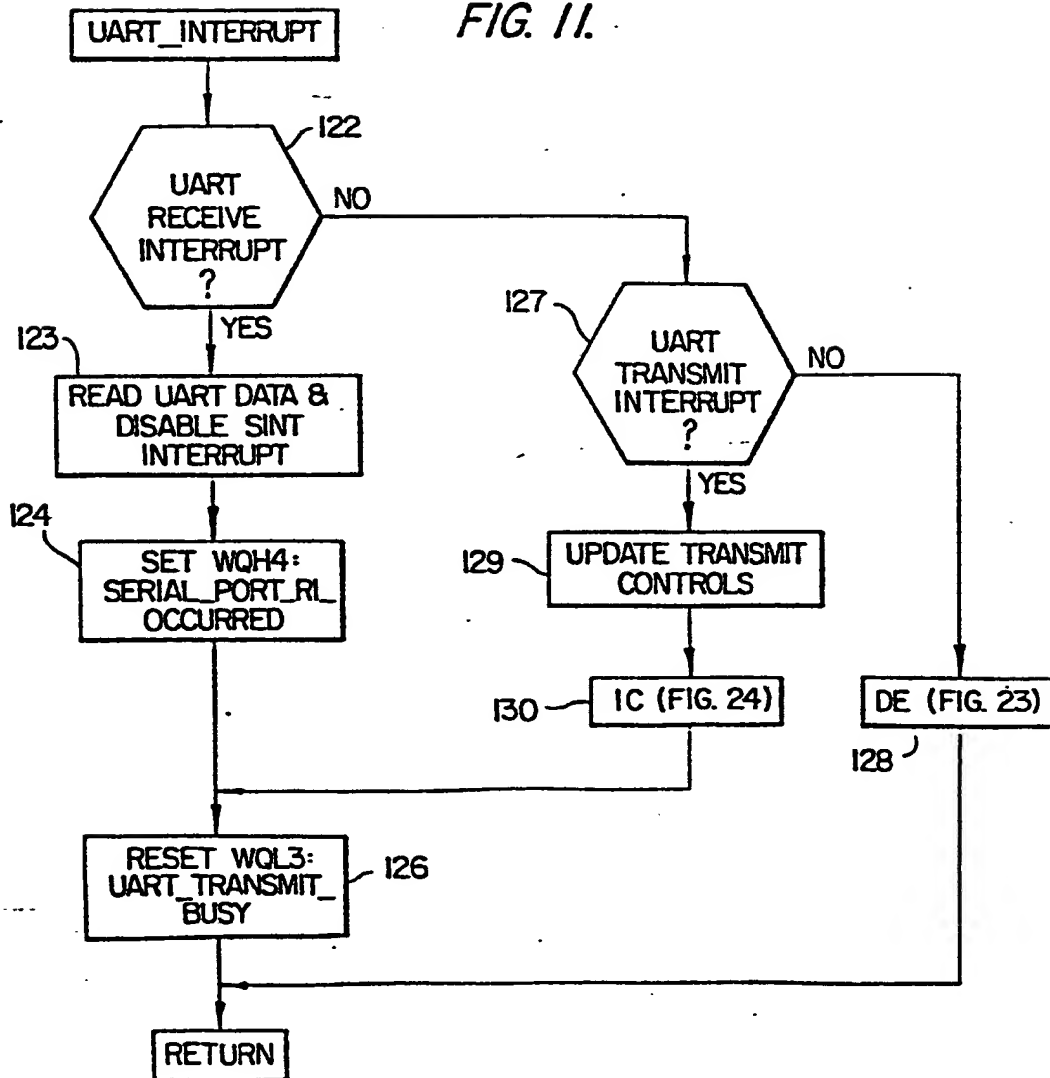 FIG. 11.
UART_INTERRUPT
122
UART
RECEIVE
INTERRUPT
?
NO
YES
123
READ UART DATA &
DISABLE SINT
INTERRUPT
124
SET WQH4:
SERIAL_PORT_RI_
OCCURRED
127
UART
TRANSMIT
INTERRUPT
?
NO
YES
129
UPDATE TRANSMIT
CONTROLS
130
IC (FIG. 24)
DE (FIG. 23)
128
RESET WQL3:
UART_TRANSMIT_
BUSY
126
RETURN